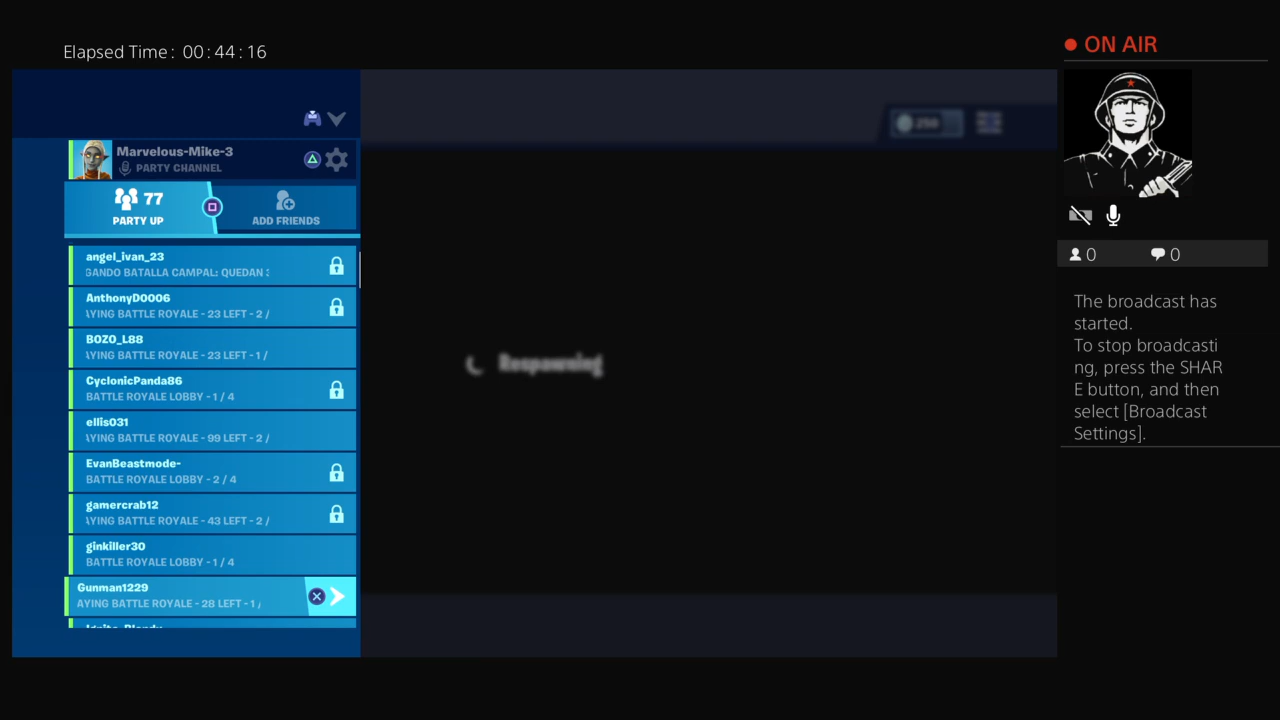 Elapsed Time: 00:44:16
ON AIR
250
Marvelous-Mike-3
PARTY CHANNEL
77
PARTY UP
ADD FRIENDS
angel_ivan_23
GANDO BATALLA CAMPAL: QUEDAN
AnthonyD0006
AYING BATTLE ROYALE - 23 LEFT - 2 /
BOZO_L88
AYING BATTLE ROYALE - 23 LEFT - 1 /
CyclonicPanda86
BATTLE ROYALE LOBBY - 1 / 4
ellis031
AYING BATTLE ROYALE - 99 LEFT - 2 /
EvanBeastmode-
BATTLE ROYALE LOBBY - 2 / 4
gamercrab12
AYING BATTLE ROYALE - 43 LEFT - 2 /
ginkiller30
BATTLE ROYALE LOBBY - 1 / 4
Gunman1229
AYING BATTLE ROYALE - 28 LEFT - 1 /
Respawning
0
0
The broadcast has
started.
To stop broadcasti
ng, press the SHAR
E button, and then
select [Broadcast
Settings].